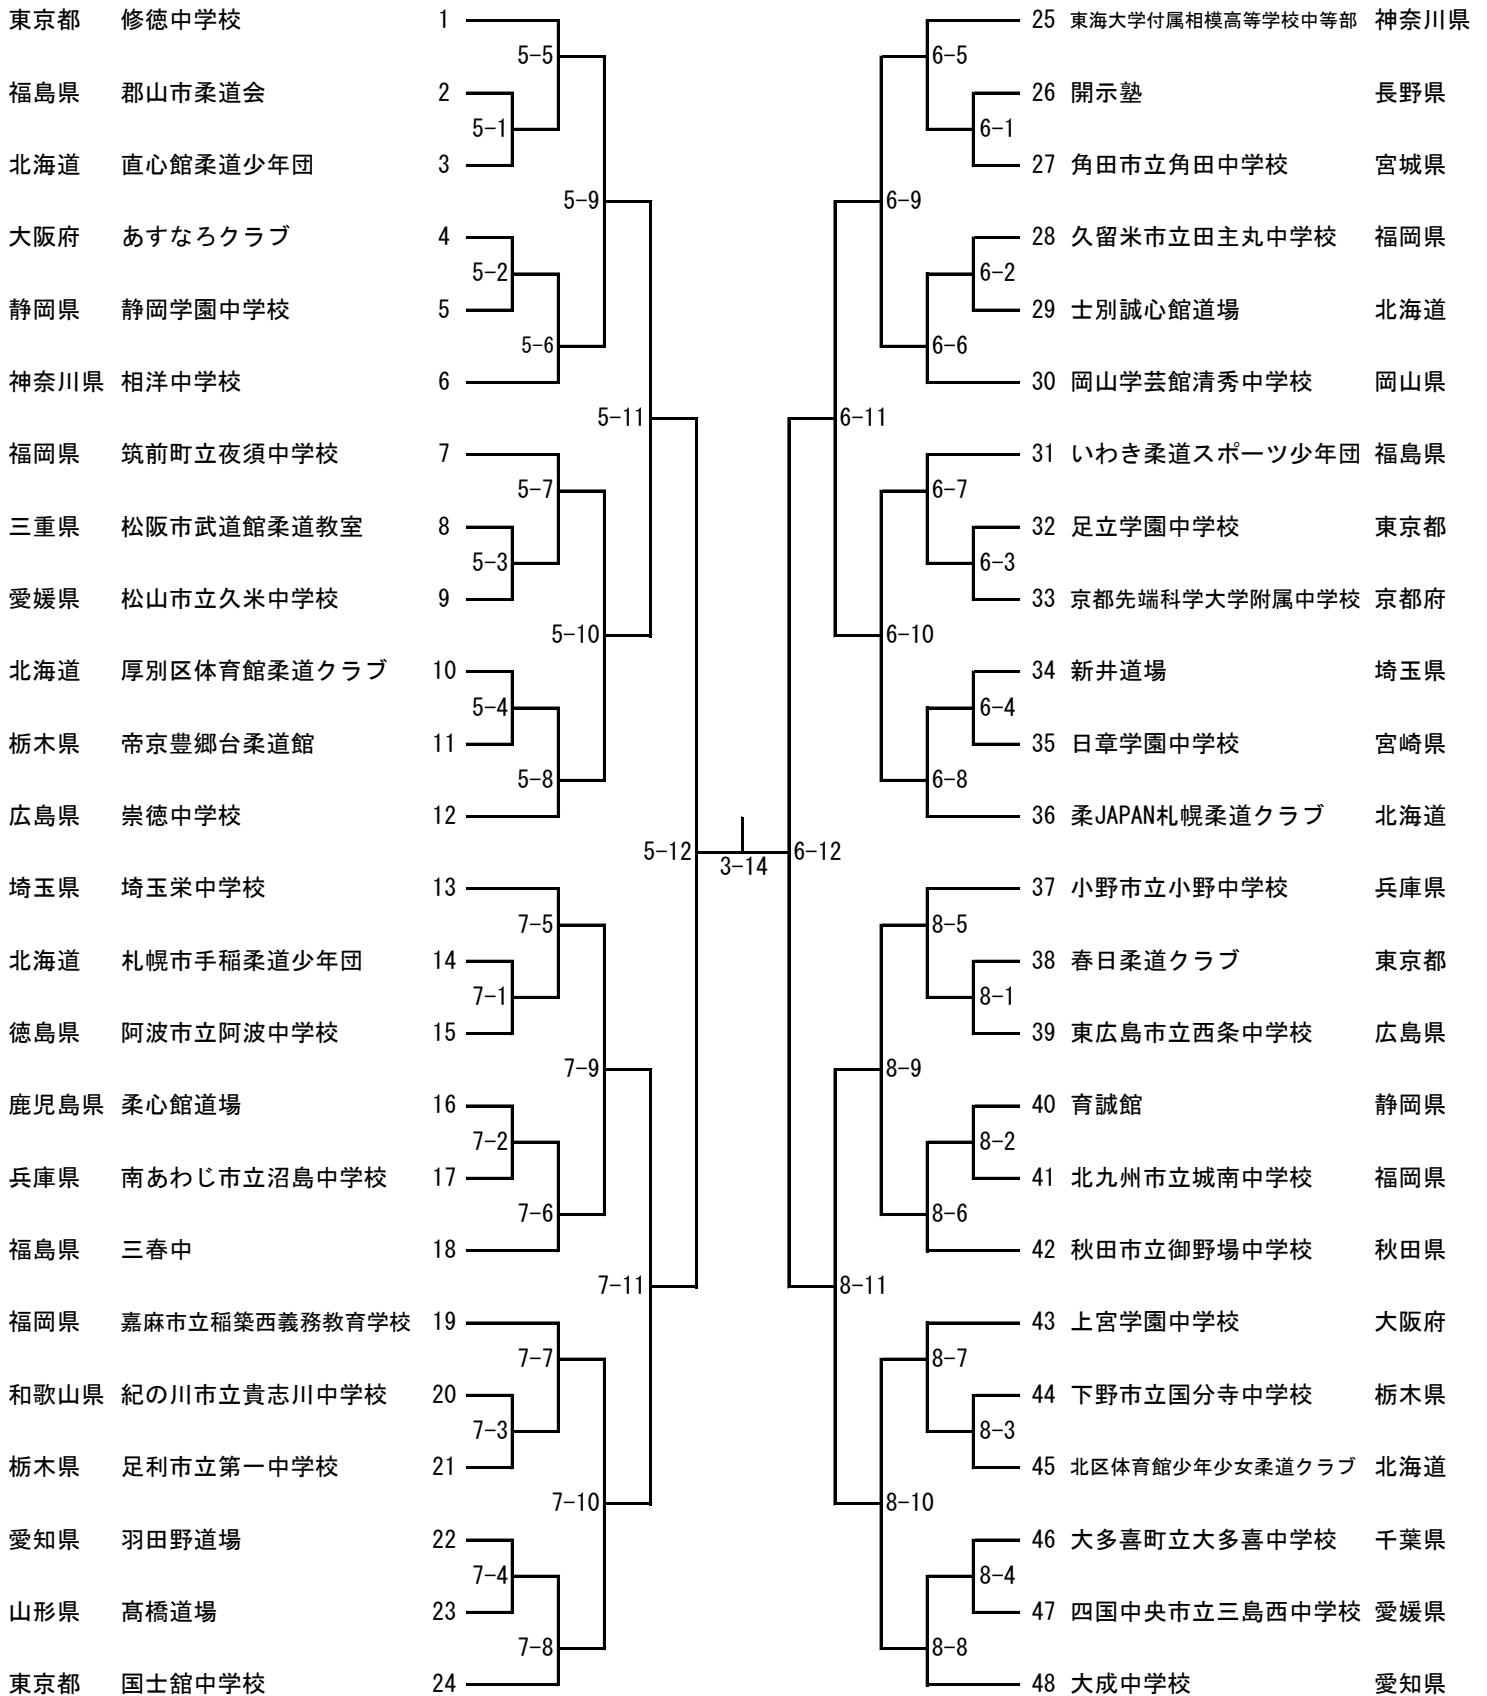 東京都 修徳中学校 1
5-5
福島県 郡山市柔道会 2
5-1
北海道 直心館柔道少年団 3
5-9
大阪府 あすなろクラブ 4
5-2
静岡県 静岡学園中学校 5
5-6
神奈川県 相洋中学校 6
5-11
福岡県 筑前町立夜須中学校 7
5-7
三重県 松阪市武道館柔道教室 8
5-3
愛媛県 松山市立久米中学校 9
5-10
北海道 厚別区体育館柔道クラブ 10
5-4
栃木県 帝京豊郷台柔道館 11
5-8
広島県 崇徳中学校 12
5-12
埼玉県 埼玉栄中学校 13
7-5
北海道 札幌市手稲柔道少年団 14
7-1
徳島県 阿波市立阿波中学校 15
7-9
鹿児島県 柔心館道場 16
7-2
兵庫県 南あわじ市立沼島中学校 17
7-6
福島県 三春中 18
7-11
福岡県 嘉麻市立稲築西義務教育学校 19
7-7
和歌山県 紀の川市立貴志川中学校 20
7-3
栃木県 足利市立第一中学校 21
7-10
愛知県 羽田野道場 22
7-4
山形県 髙橋道場 23
7-8
東京都 国士舘中学校 24
3-14
25 東海大学付属相模高等学校中等部 神奈川県
6-5
26 開示塾 長野県
6-1
27 角田市立角田中学校 宮城県
6-9
28 久留米市立田主丸中学校 福岡県
6-2
29 士別誠心館道場 北海道
6-6
30 岡山学芸館清秀中学校 岡山県
6-11
31 いわき柔道スポーツ少年団 福島県
6-7
32 足立学園中学校 東京都
6-3
33 京都先端科学大学附属中学校 京都府
6-10
34 新井道場 埼玉県
6-4
35 日章学園中学校 宮崎県
6-8
36 柔JAPAN札幌柔道クラブ 北海道
6-12
37 小野市立小野中学校 兵庫県
8-5
38 春日柔道クラブ 東京都
8-1
39 東広島市立西条中学校 広島県
8-9
40 育誠館 静岡県
8-2
41 北九州市立城南中学校 福岡県
8-6
42 秋田市立御野場中学校 秋田県
8-11
43 上宮学園中学校 大阪府
8-7
44 下野市立国分寺中学校 栃木県
8-3
45 北区体育館少年少女柔道クラブ 北海道
8-10
46 大多喜町立大多喜中学校 千葉県
8-4
47 四国中央市立三島西中学校 愛媛県
8-8
48 大成中学校 愛知県